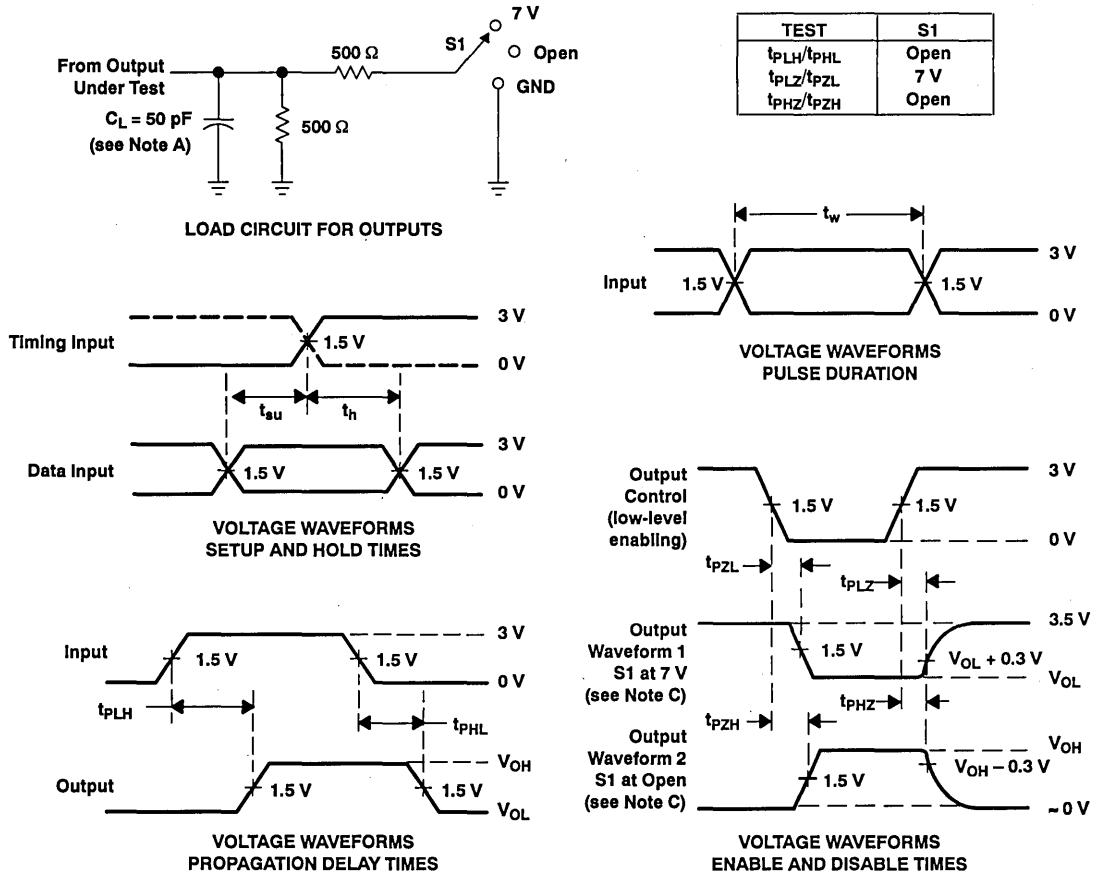 7 V
S1
Open
500 Ω
From Output
Under Test
GND
C_L = 50 pF
(see Note A)
500 Ω
LOAD CIRCUIT FOR OUTPUTS
TEST S1
t_PLH/t_PHL Open
t_PLZ/t_PZL 7 V
t_PHZ/t_PZH Open
t_w
3 V
Input 1.5 V 1.5 V
0 V
VOLTAGE WAVEFORMS
PULSE DURATION
3 V
Timing Input 1.5 V
0 V
t_su t_h
3 V
Data Input 1.5 V 1.5 V
0 V
VOLTAGE WAVEFORMS
SETUP AND HOLD TIMES
3 V
Input 1.5 V 1.5 V
0 V
t_PLH t_PHL
V_OH
Output 1.5 V 1.5 V
V_OL
VOLTAGE WAVEFORMS
PROPAGATION DELAY TIMES
Output
Control
(low-level
enabling)
3 V
1.5 V 1.5 V
0 V
t_PZL t_PLZ
Output
Waveform 1
S1 at 7 V
(see Note C)
3.5 V
1.5 V V_OL + 0.3 V
V_OL
t_PZH t_PHZ
Output
Waveform 2
S1 at Open
(see Note C)
V_OH
1.5 V V_OH − 0.3 V
~ 0 V
VOLTAGE WAVEFORMS
ENABLE AND DISABLE TIMES